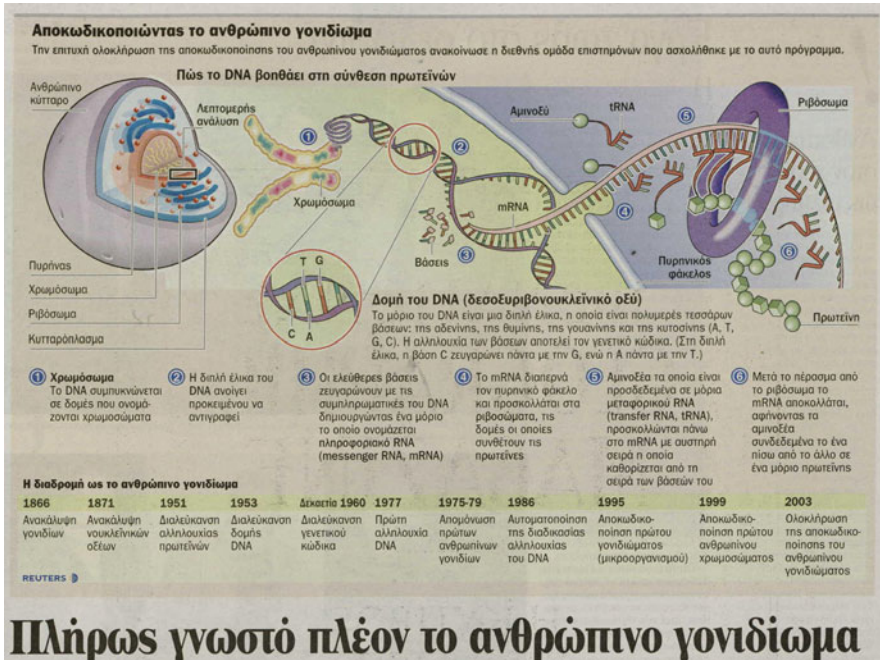 Αποκωδικοποιώντας το ανθρώπινο γονιδίωμα
Την επιτυχή ολοκλήρωση της αποκωδικοποίησης του ανθρωπίνου γονιδιώματος ανακοίνωσε η διεθνής ομάδα επιστημόνων που ασχολήθηκε με το αυτό πρόγραμμα.
Πώς το DNA βοηθάει στη σύνθεση πρωτεϊνών
Ανθρώπινο
κύτταρο
Λεπτομερής
ανάλυση
Πυρήνας
Χρωμόσωμα
Ριβόσωμα
Κυτταρόπλασμα
1
Χρωμόσωμα
2
T G
C A
Βάσεις
3
mRNA
Αμινοξύ
tRNA
4
5
Ριβόσωμα
Πυρηνικός
φάκελος
6
Πρωτεΐνη
Δομή του DNA (δεσοξυριβονουκλεϊνικό οξύ)
Το μόριο του DNA είναι μια διπλή έλικα, η οποία είναι πολυμερές τεσσάρων
βάσεων: της αδενίνης, της θυμίνης, της γουανίνης και της κυτοσίνης (A, T,
G, C). Η αλληλουχία των βάσεων αποτελεί τον γενετικό κώδικα. (Στη διπλή
έλικα, η βάση C ζευγαρώνει πάντα με την G, ενώ η A πάντα με την T.)
1 Χρωμόσωμα
Το DNA συμπυκνώνεται
σε δομές που ονομά-
ζονται χρωμοσώματα
2 Η διπλή έλικα του
DNA ανοίγει
προκειμένου να
αντιγραφεί
3 Οι ελεύθερες βάσεις
ζευγαρώνουν με τις
συμπληρωματικές του DNA
δημιουργώντας ένα μόριο
το οποίο ονομάζεται
πληροφοριακό RNA
(messenger RNA, mRNA)
4 Το mRNA διαπερνά
τον πυρηνικό φάκελο
και προσκολλάται στα
ριβοσώματα, τις
δομές οι οποίες
συνθέτουν τις
πρωτεΐνες
5 Αμινοξέα τα οποία είναι
προσδεδεμένα σε μόρια
μεταφορικού RNA
(transfer RNA, tRNA),
προσκολλώνται πάνω
στο mRNA με αυστηρή
σειρά η οποία
καθορίζεται από τη
σειρά των βάσεών του
6 Μετά το πέρασμα από
το ριβόσωμα το
mRNA αποκολλάται,
αφήνοντας τα
αμινοξέα
συνδεδεμένα το ένα
πίσω από το άλλο σε
ένα μόριο πρωτεΐνης
Η διαδρομή ως το ανθρώπινο γονιδίωμα
1866
Ανακάλυψη
γονιδίων
1871
Ανακάλυψη
νουκλεϊνικών
οξέων
1951
Διαλεύκανση
αλληλουχίας
πρωτεϊνών
1953
Διαλεύκανση
δομής
DNA
Δεκαετία 1960
Διαλεύκανση
γενετικού
κώδικα
1977
Πρώτη
αλληλουχία
DNA
1975-79
Απομόνωση
πρώτων
ανθρωπίνων
γονιδίων
1986
Αυτοματοποίηση
της διαδικασίας
αλληλουχίας
του DNA
1995
Αποκωδικο-
ποίηση πρώτου
γονιδιώματος
(μικροοργανισμού)
1999
Αποκωδικο-
ποίηση πρώτου
ανθρώπινου
χρωμοσώματος
2003
Ολοκλήρωση
της αποκωδικο-
ποίησης του
ανθρώπινου
γονιδιώματος
REUTERS
Πλήρως γνωστό πλέον το ανθρώπινο γονιδίωμα